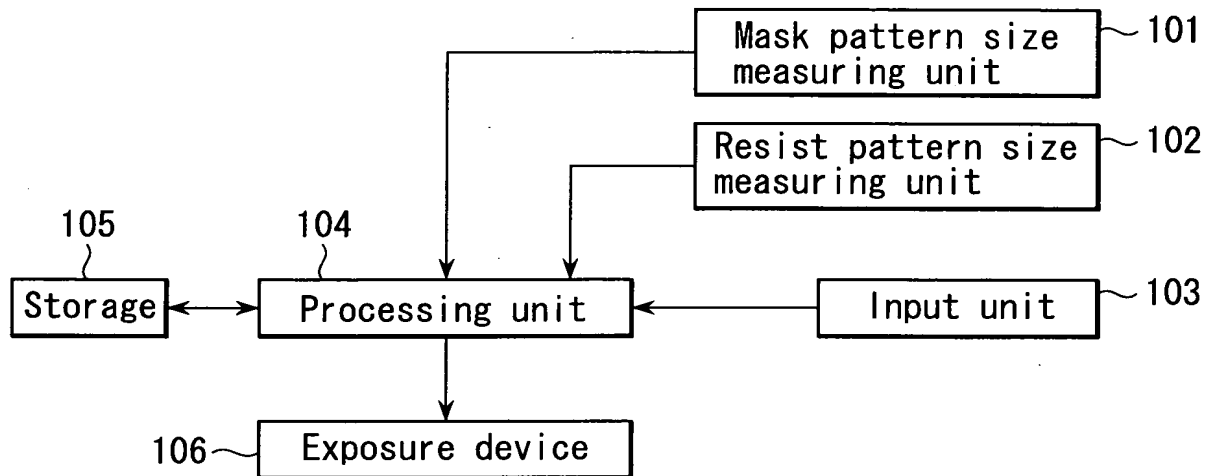 Mask pattern size
measuring unit
101
Resist pattern size
measuring unit
102
105
104
Storage
Processing unit
Input unit
103
106
Exposure device